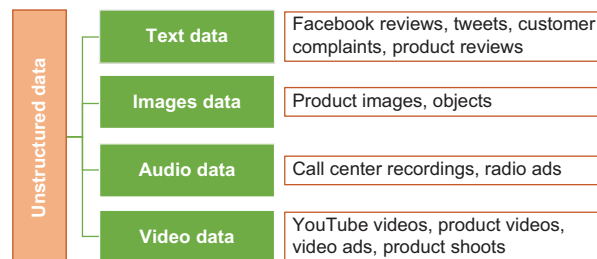 Unstructured data
Text data
Facebook reviews, tweets, customer
complaints, product reviews
Images data
Product images, objects
Audio data
Call center recordings, radio ads
Video data
YouTube videos, product videos,
video ads, product shoots